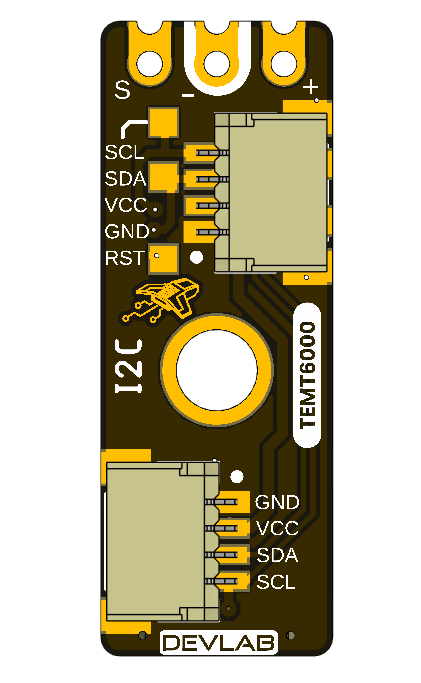 S - +
SCL
SDA
VCC
GND
RST
I2C
TEMT6000
GND
VCC
SDA
SCL
DEVLAB